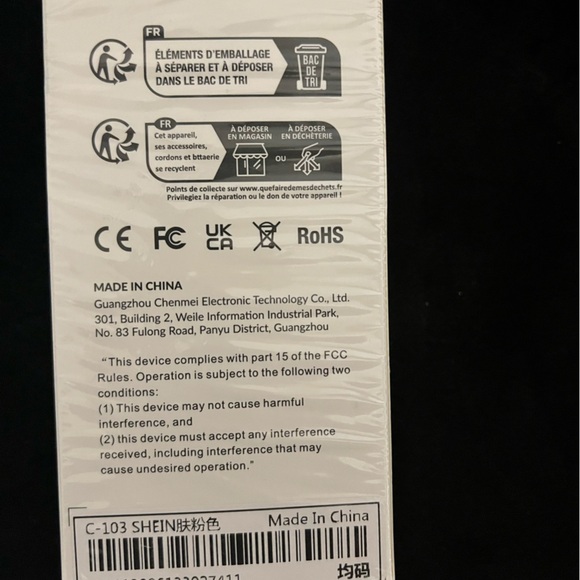 FR
ÉLÉMENTS D'EMBALLAGE
À SÉPARER ET À DÉPOSER
DANS LE BAC DE TRI
BAC
DE
TRI
FR
Cet appareil,
ses accessoires,
cordons et bttaerie
se recyclent
À DÉPOSER
EN MAGASIN
OU
À DÉPOSER
EN DÉCHÈTERIE
Points de collecte sur www.quefairedemesdechets.fr
Privilegiez la réparation ou le don de votre appareil !
CE FC UK CA RoHS
MADE IN CHINA
Guangzhou Chenmei Electronic Technology Co., Ltd.
301, Building 2, Weile Information Industrial Park,
No. 83 Fulong Road, Panyu District, Guangzhou
“This device complies with part 15 of the FCC
Rules. Operation is subject to the following two
conditions:
(1) This device may not cause harmful
interference, and
(2) this device must accept any interference
received, including interference that may
cause undesired operation.”
C-103 SHEIN肤粉色 Made In China
均码